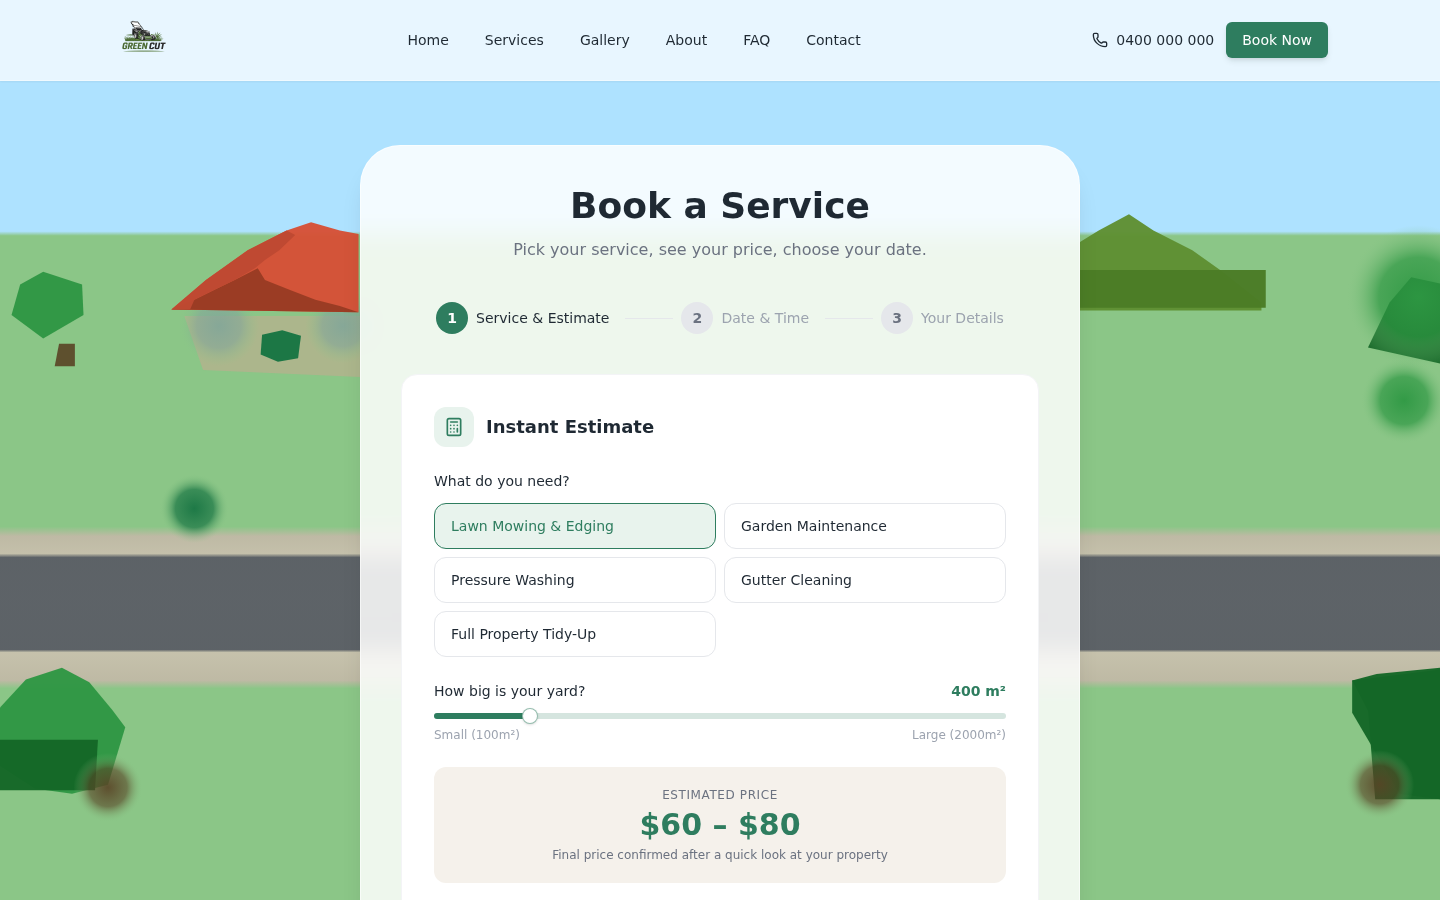 GREEN CUT
Home
Services
Gallery
About
FAQ
Contact
0400 000 000
Book Now
Book a Service
Pick your service, see your price, choose your date.
1 Service & Estimate
2 Date & Time
3 Your Details
Instant Estimate
What do you need?
Lawn Mowing & Edging
Garden Maintenance
Pressure Washing
Gutter Cleaning
Full Property Tidy-Up
How big is your yard?
400 m²
Small (100m²)
Large (2000m²)
ESTIMATED PRICE
$60 – $80
Final price confirmed after a quick look at your property